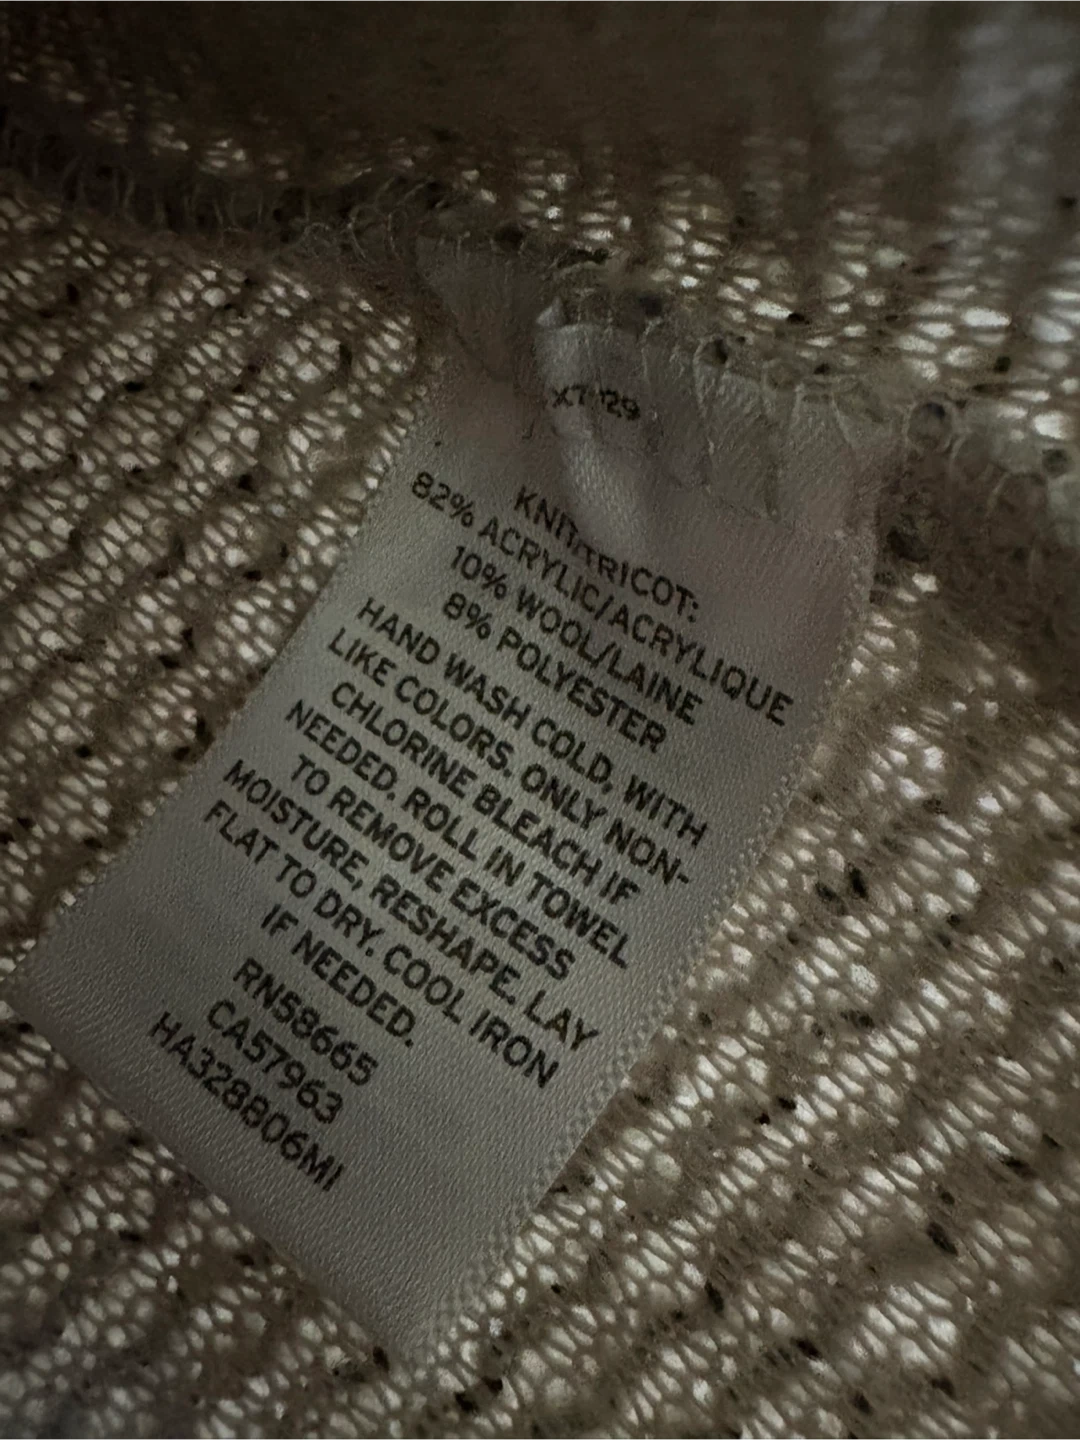 KNIT/TRICOT:
82% ACRYLIC/ACRYLIQUE
10% WOOL/LAINE
8% POLYESTER
HAND WASH COLD, WITH
LIKE COLORS. ONLY NON-
CHLORINE BLEACH IF
NEEDED. ROLL IN TOWEL
TO REMOVE EXCESS
MOISTURE, RESHAPE. LAY
FLAT TO DRY. COOL IRON
IF NEEDED.
RN58665
CA57963
HA328806MI